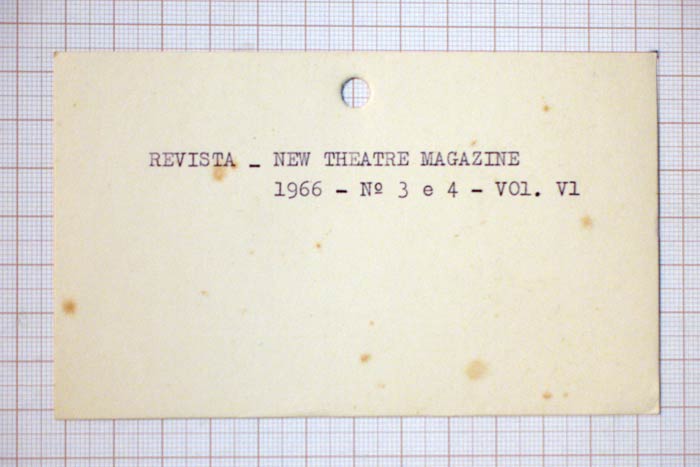 REVISTA _ NEW THEATRE MAGAZINE
1966 - Nº 3 e 4 - VOl. Vl